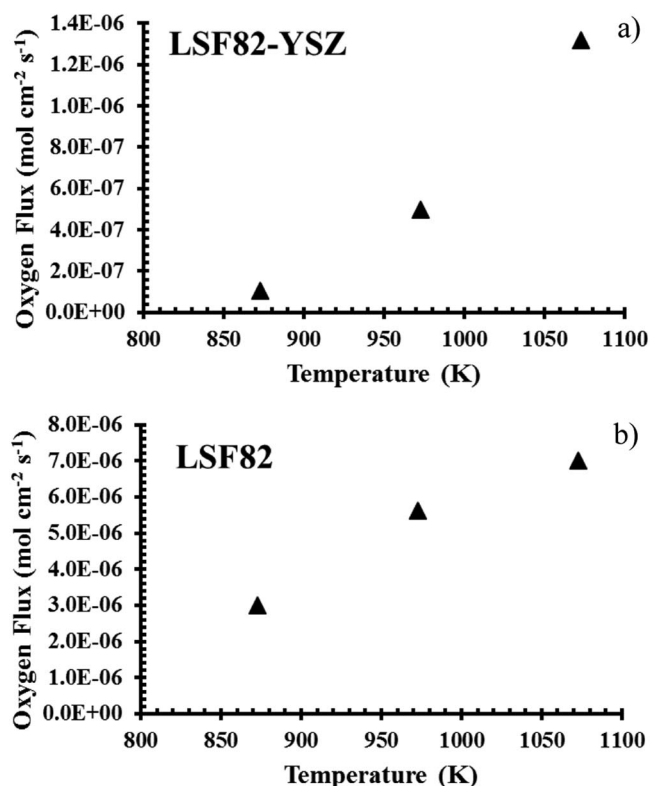 a)
LSF82-YSZ
Oxygen Flux (mol cm⁻² s⁻¹)
1.4E-06
1.2E-06
1.0E-06
8.0E-07
6.0E-07
4.0E-07
2.0E-07
0.0E+00
800 850 900 950 1000 1050 1100
Temperature (K)
b)
LSF82
Oxygen Flux (mol cm⁻² s⁻¹)
8.0E-06
7.0E-06
6.0E-06
5.0E-06
4.0E-06
3.0E-06
2.0E-06
1.0E-06
0.0E+00
800 850 900 950 1000 1050 1100
Temperature (K)